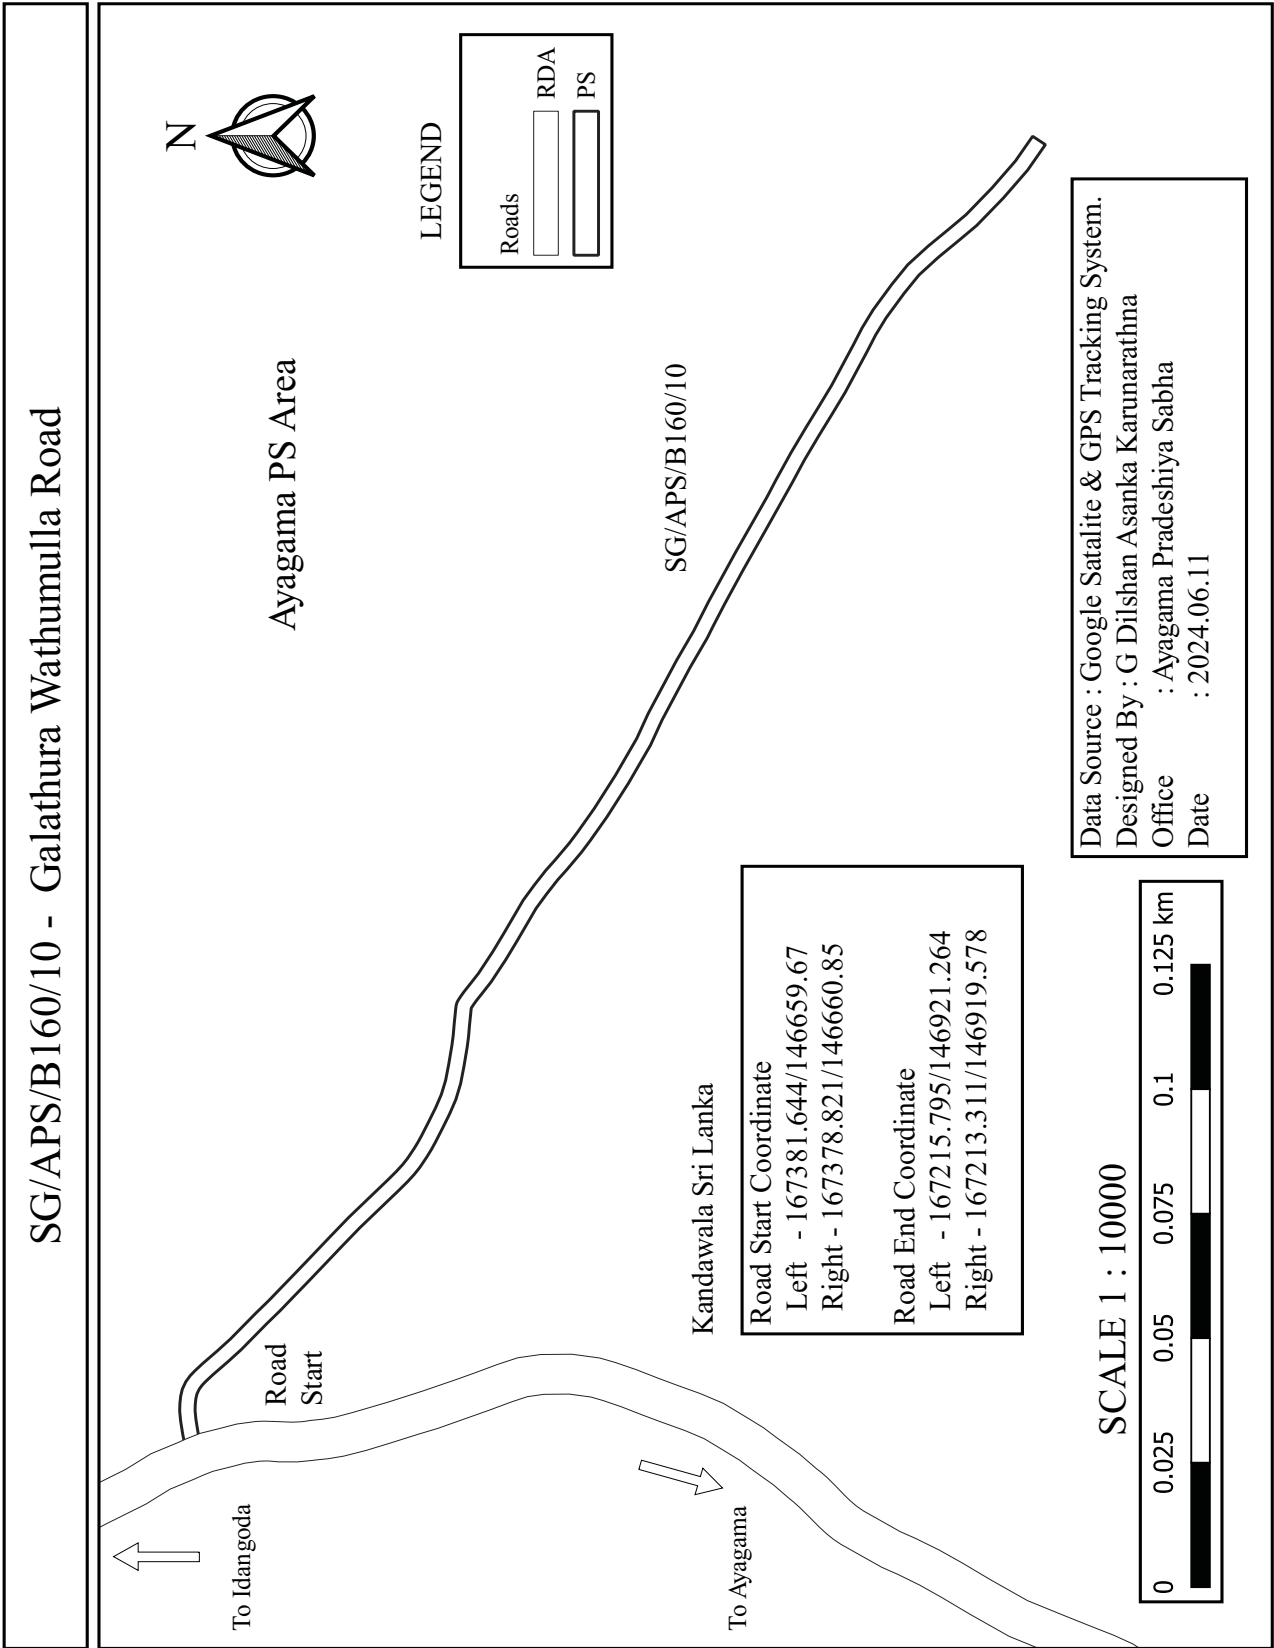 SG/APS/B160/10 - Galathura Wathumulla Road
N
Ayagama PS Area
LEGEND
Roads
RDA
PS
SG/APS/B160/10
Road
Start
To Idangoda
To Ayagama
Kandawala Sri Lanka
Road Start Coordinate
Left - 167381.644/146659.67
Right - 167378.821/146660.85
Road End Coordinate
Left - 167215.795/146921.264
Right - 167213.311/146919.578
SCALE 1 : 10000
0 0.025 0.05 0.075 0.1 0.125 km
Data Source : Google Satalite & GPS Tracking System.
Designed By : G Dilshan Asanka Karunarathna
Office : Ayagama Pradeshiya Sabha
Date : 2024.06.11